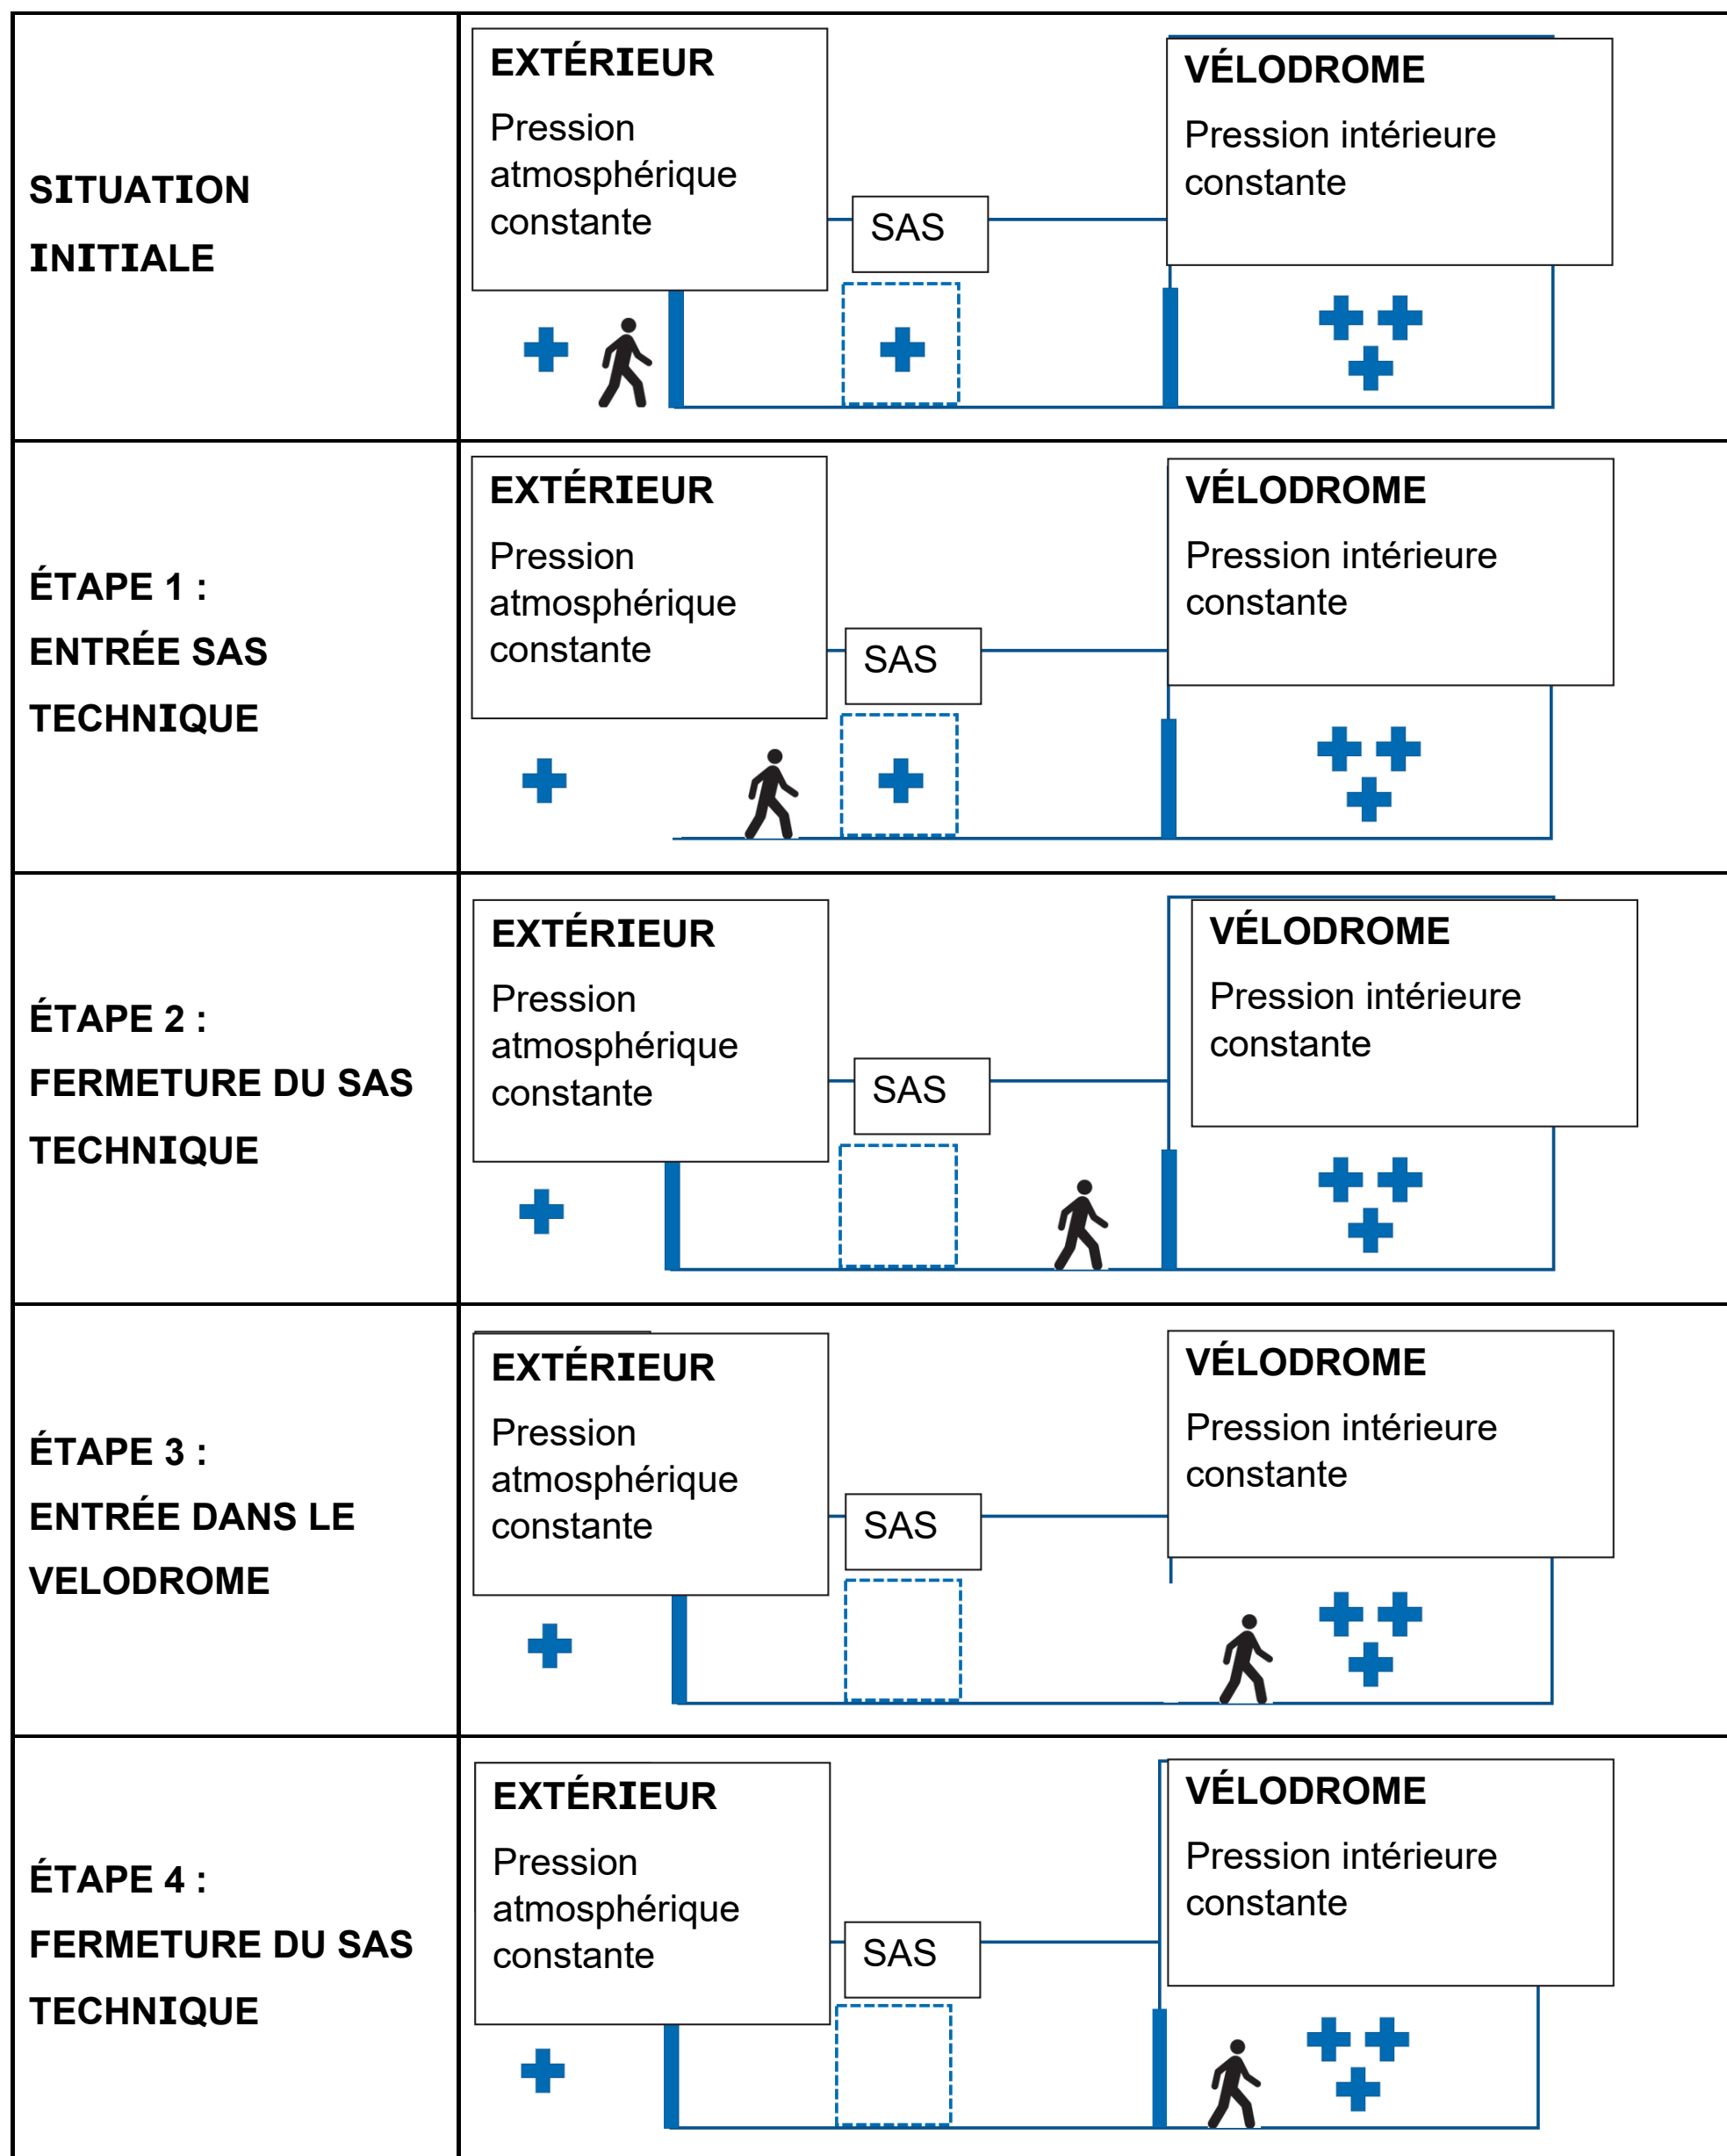 SITUATION
INITIALE
EXTÉRIEUR
Pression
atmosphérique
constante
SAS
VÉLODROME
Pression intérieure
constante
ÉTAPE 1 :
ENTRÉE SAS
TECHNIQUE
EXTÉRIEUR
Pression
atmosphérique
constante
SAS
VÉLODROME
Pression intérieure
constante
ÉTAPE 2 :
FERMETURE DU SAS
TECHNIQUE
EXTÉRIEUR
Pression
atmosphérique
constante
SAS
VÉLODROME
Pression intérieure
constante
ÉTAPE 3 :
ENTRÉE DANS LE
VELODROME
EXTÉRIEUR
Pression
atmosphérique
constante
SAS
VÉLODROME
Pression intérieure
constante
ÉTAPE 4 :
FERMETURE DU SAS
TECHNIQUE
EXTÉRIEUR
Pression
atmosphérique
constante
SAS
VÉLODROME
Pression intérieure
constante